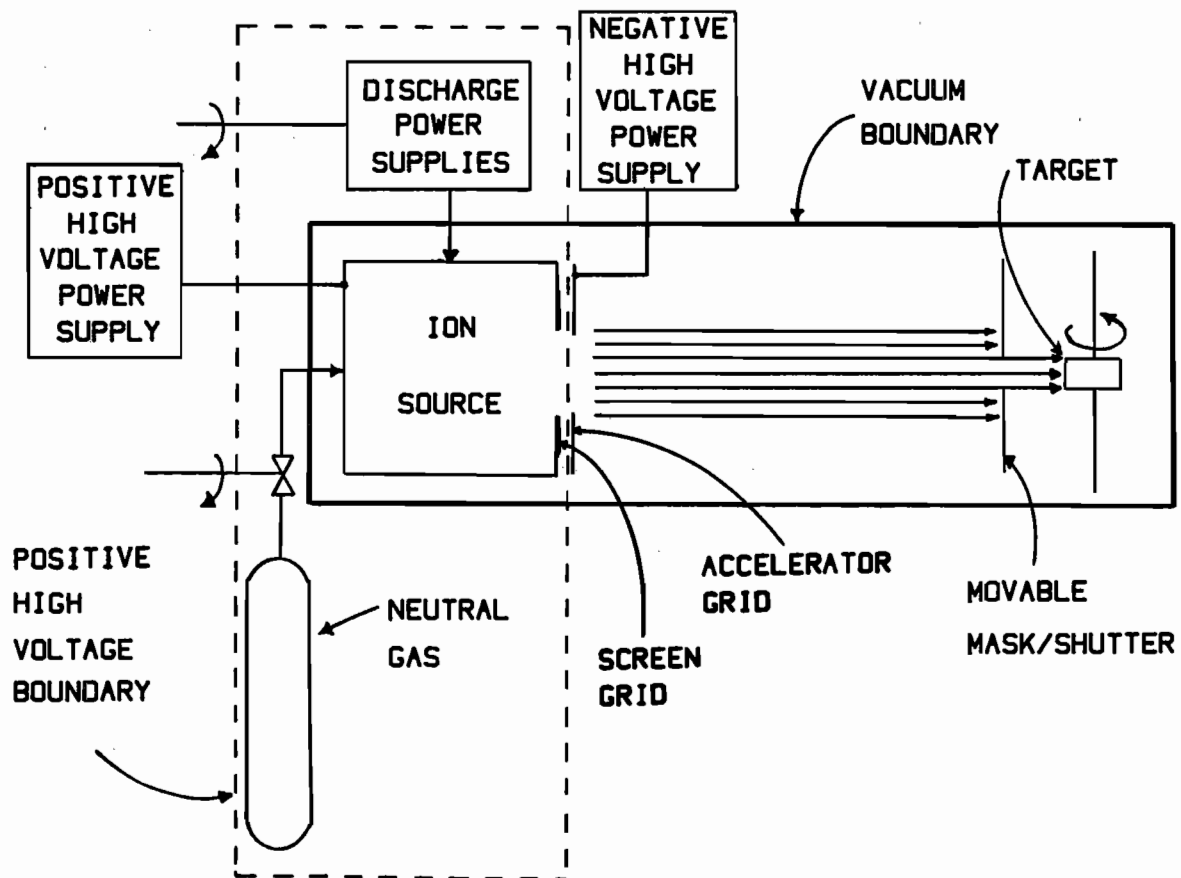 NEGATIVE
HIGH
VOLTAGE
POWER
SUPPLY
DISCHARGE
POWER
SUPPLIES
VACUUM
BOUNDARY
TARGET
POSITIVE
HIGH
VOLTAGE
POWER
SUPPLY
ION
SOURCE
POSITIVE
HIGH
VOLTAGE
BOUNDARY
NEUTRAL
GAS
SCREEN
GRID
ACCELERATOR
GRID
MOVABLE
MASK/SHUTTER